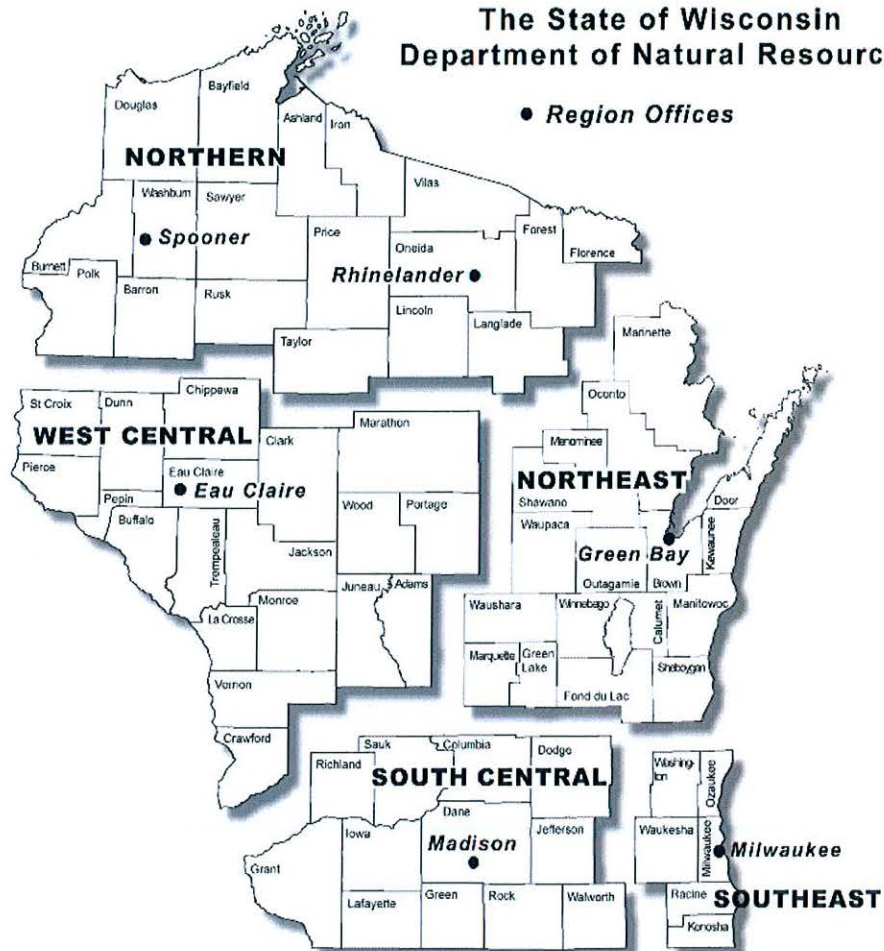 The State of Wisconsin
Department of Natural Resourc
Region Offices
Bayfield
Douglas
Ashland
Iron
NORTHERN
Vilas
Washburn
Sawyer
Forest
Price
Oneida
Florence
Spooner
Rhinelander
Burnett
Polk
Barron
Rusk
Lincoln
Langlade
Taylor
Marinette
Chippewa
St Croix
Dunn
Oconto
Marathon
Clark
WEST CENTRAL
Menominee
Pierce
Eau Claire
NORTHEAST
Eau Claire
Pepin
Wood
Portage
Shawano
Door
Buffalo
Waupaca
Trempealeau
Green Bay
Kewaunee
Jackson
Outagamie
Brown
Juneau
Adams
Monroe
Waushara
Winnebago
Calumet
Manitowoc
La Crosse
Marquette
Green
Lake
Sheboygan
Vernon
Fond du Lac
Crawford
Sauk
Columbia
Dodge
Richland
Washing-
ton
Ozaukee
SOUTH CENTRAL
Dane
Iowa
Jefferson
Waukesha
Milwaukee
Madison
Milwaukee
Grant
Green
Rock
Walworth
Racine
SOUTHEAST
Lafayette
Kenosha